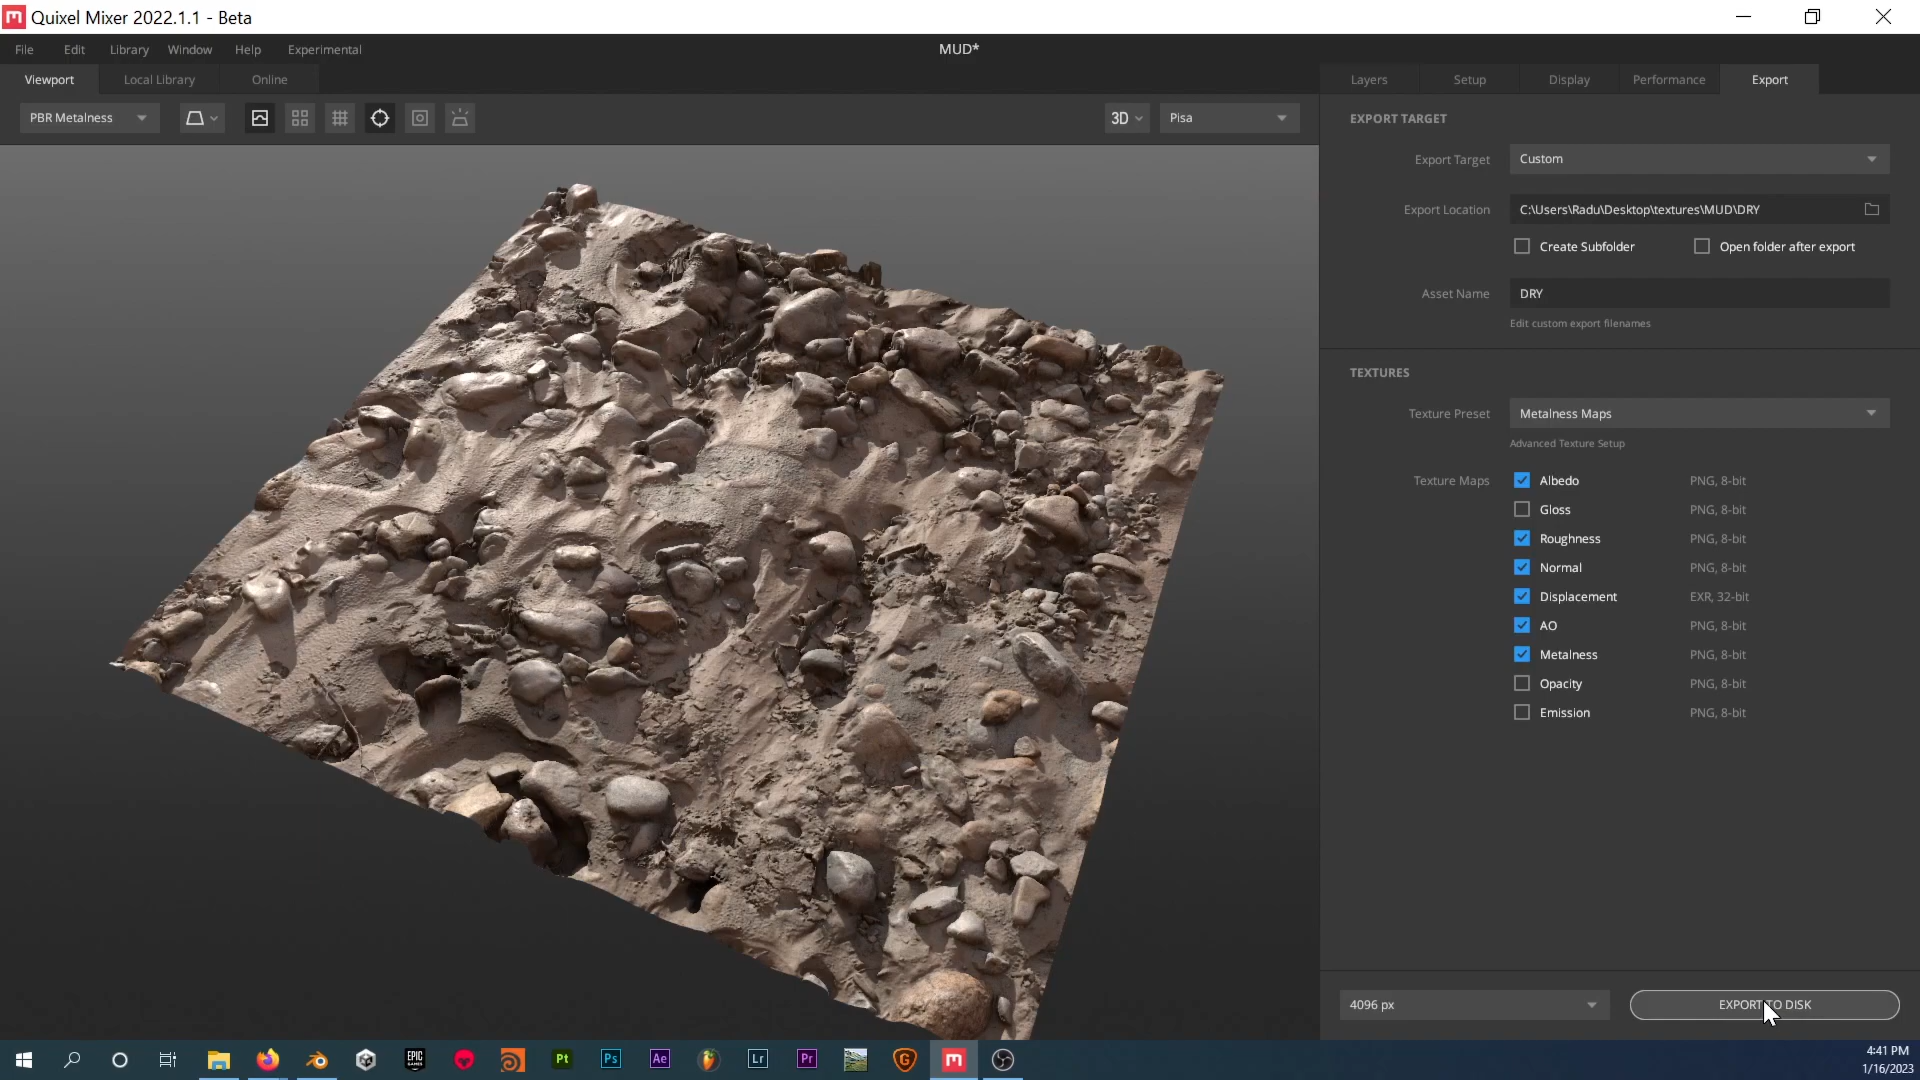 Quixel Mixer 2022.1.1 - Beta
File Edit Library Window Help Experimental MUD*
Viewport Local Library Online Layers Setup Display Performance Export
PBR Metalness 3D Pisa
EXPORT TARGET
Export Target Custom
Export Location C:\Users\Radu\Desktop\textures\MUD\DRY
Create Subfolder Open folder after export
Asset Name DRY
Edit custom export filenames
TEXTURES
Texture Preset Metalness Maps
Advanced Texture Setup
Texture Maps Albedo PNG, 8-bit
Gloss PNG, 8-bit
Roughness PNG, 8-bit
Normal PNG, 8-bit
Displacement EXR, 32-bit
AO PNG, 8-bit
Metalness PNG, 8-bit
Opacity PNG, 8-bit
Emission PNG, 8-bit
4096 px EXPORT TO DISK
EPIC GAMES Pt Ps Ae Lr Pr 4:41 PM
1/16/2023